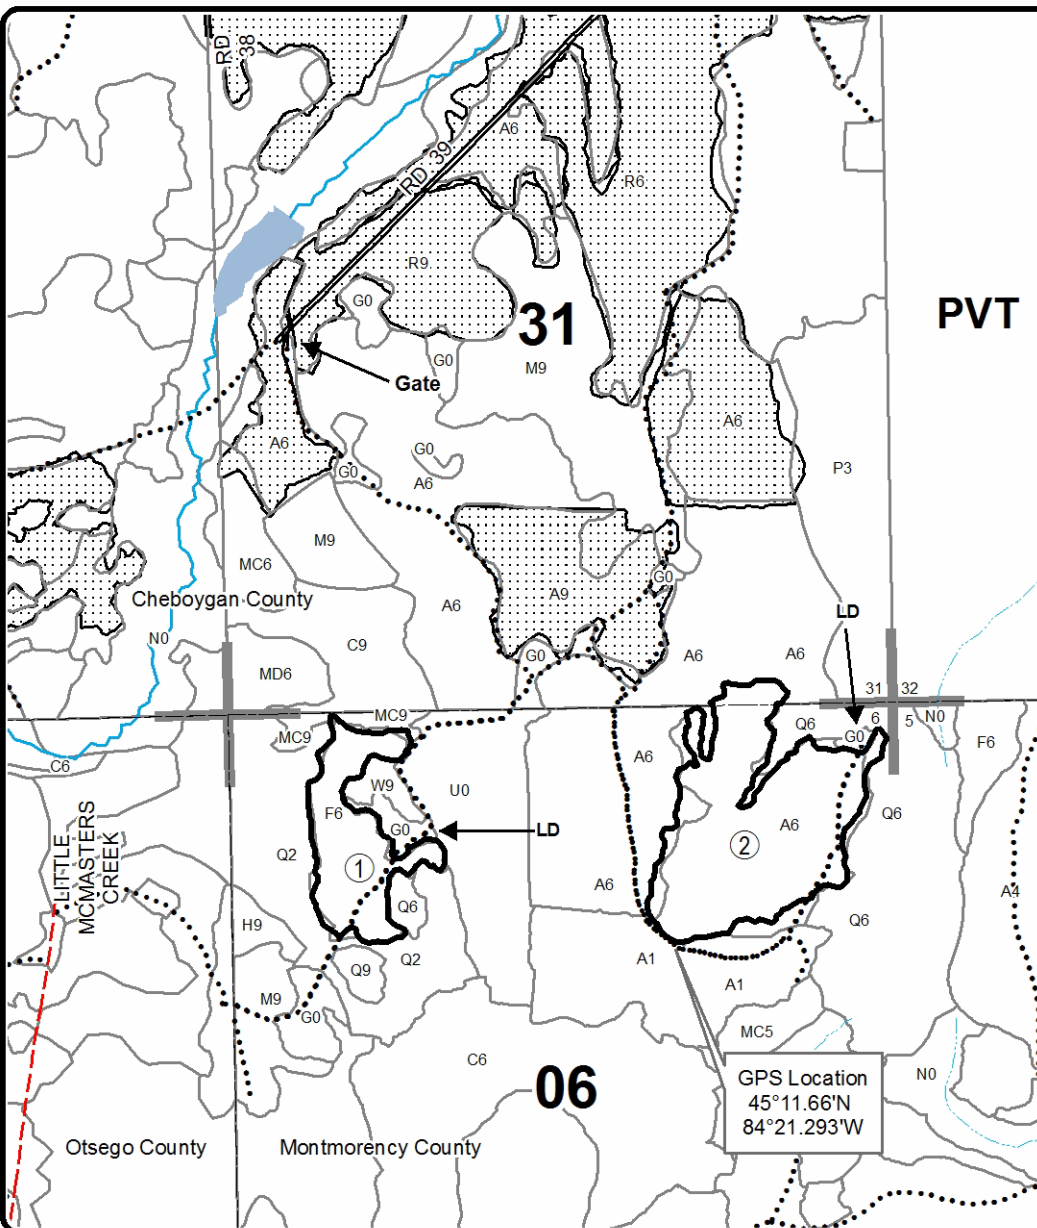 RD 38
A6
RD 39
R6
R9
G0
31
PVT
G0
M9
Gate
A6
A6
G0
G0
A6
P3
M9
MC6
Cheboygan County
A6
A9
G0
LD
N0
C9
G0
A6
A6
MD6
31
32
MC9
6
5
N0
MC9
Q6
G0
F6
C6
A6
W9
U0
F6
Q6
G0
LD
A6
2
LITTLE
MCMASTERS
CREEK
Q2
1
A6
A4
Q6
H9
Q6
Q9
Q2
A1
A1
M9
G0
MC5
C6
06
N0
GPS Location
45°11.66'N
84°21.293'W
Otsego County
Montmorency County